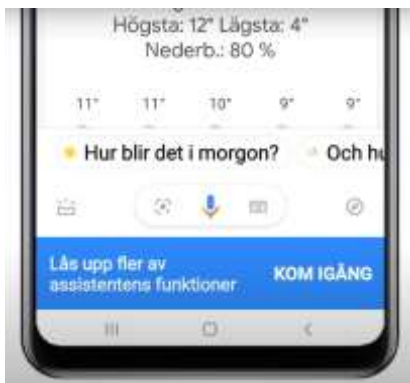 Högsta: 12° Lägsta: 4°
Nederb.: 80 %
11° 11° 10° 9° 9°
Hur blir det i morgon? Och hu
Lås upp fler av
assistentens funktioner
KOM IGÅNG